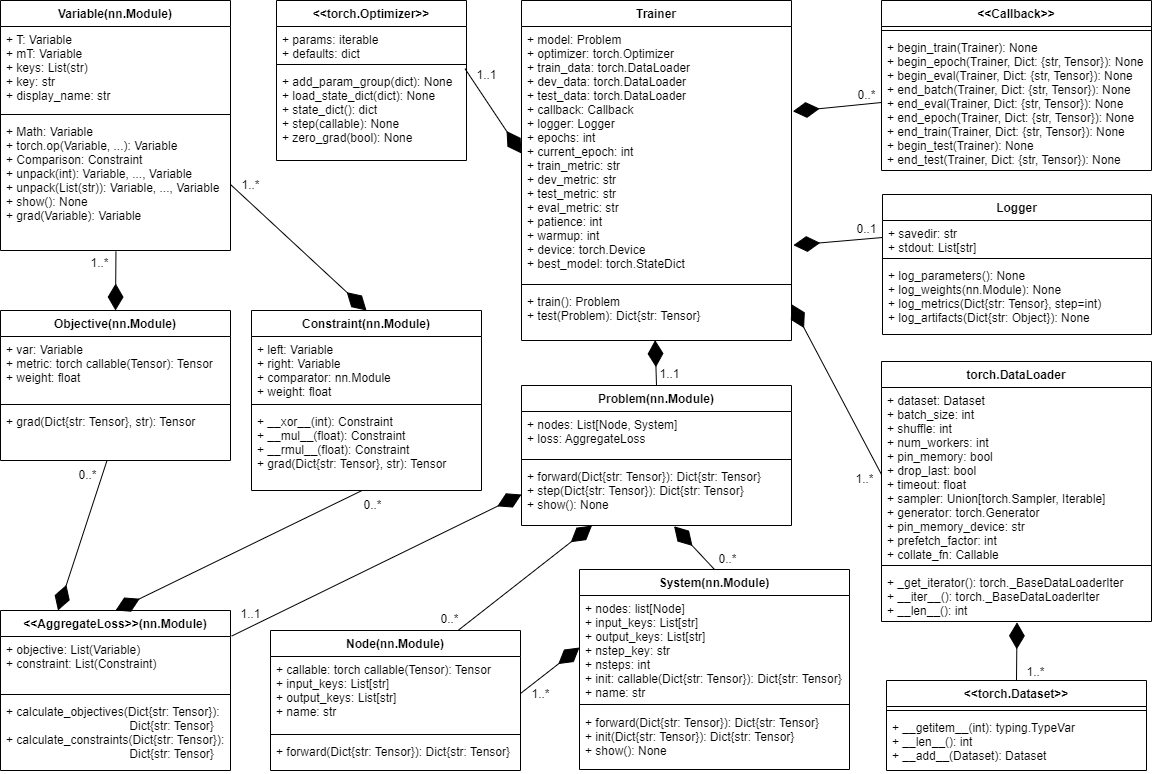 Variable(nn.Module)
+ T: Variable
+ mT: Variable
+ keys: List(str)
+ key: str
+ display_name: str
+ Math: Variable
+ torch.op(Variable, ...): Variable
+ Comparison: Constraint
+ unpack(int): Variable, ..., Variable
+ unpack(List(str)): Variable, ..., Variable
+ show(): None
+ grad(Variable): Variable
1..*
1..*
<<torch.Optimizer>>
+ params: iterable
+ defaults: dict
+ add_param_group(dict): None
+ load_state_dict(dict): None
+ state_dict(): dict
+ step(callable): None
+ zero_grad(bool): None
1..1
Trainer
+ model: Problem
+ optimizer: torch.Optimizer
+ train_data: torch.DataLoader
+ dev_data: torch.DataLoader
+ test_data: torch.DataLoader
+ callback: Callback
+ logger: Logger
+ epochs: int
+ current_epoch: int
+ train_metric: str
+ dev_metric: str
+ test_metric: str
+ eval_metric: str
+ patience: int
+ warmup: int
+ device: torch.Device
+ best_model: torch.StateDict
+ train(): Problem
+ test(Problem): Dict{str: Tensor}
0..*
0..1
1..*
1..1
<<Callback>>
+ begin_train(Trainer): None
+ begin_epoch(Trainer, Dict: {str, Tensor}): None
+ begin_eval(Trainer, Dict: {str, Tensor}): None
+ end_batch(Trainer, Dict: {str, Tensor}): None
+ end_eval(Trainer, Dict: {str, Tensor}): None
+ end_epoch(Trainer, Dict: {str, Tensor}): None
+ end_train(Trainer, Dict: {str, Tensor}): None
+ begin_test(Trainer): None
+ end_test(Trainer, Dict: {str, Tensor}): None
Logger
+ savedir: str
+ stdout: List[str]
+ log_parameters(): None
+ log_weights(nn.Module): None
+ log_metrics(Dict{str: Tensor}, step=int)
+ log_artifacts(Dict{str: Object}): None
Objective(nn.Module)
+ var: Variable
+ metric: torch callable(Tensor): Tensor
+ weight: float
+ grad(Dict{str: Tensor}, str): Tensor
0..*
Constraint(nn.Module)
+ left: Variable
+ right: Variable
+ comparator: nn.Module
+ weight: float
+ __xor__(int): Constraint
+ __mul__(float): Constraint
+ __rmul__(float): Constraint
+ grad(Dict{str: Tensor}, str): Tensor
0..*
Problem(nn.Module)
+ nodes: List[Node, System]
+ loss: AggregateLoss
+ forward(Dict{str: Tensor}): Dict{str: Tensor}
+ step(Dict{str: Tensor}): Dict{str: Tensor}
+ show(): None
1..1
0..*
0..*
torch.DataLoader
+ dataset: Dataset
+ batch_size: int
+ shuffle: int
+ num_workers: int
+ pin_memory: bool
+ drop_last: bool
+ timeout: float
+ sampler: Union[torch.Sampler, Iterable]
+ generator: torch.Generator
+ pin_memory_device: str
+ prefetch_factor: int
+ collate_fn: Callable
+ _get_iterator(): torch._BaseDataLoaderIter
+ __iter__(): torch._BaseDataLoaderIter
+ __len__(): int
1..*
<<AggregateLoss>>(nn.Module)
+ objective: List(Variable)
+ constraint: List(Constraint)
+ calculate_objectives(Dict{str: Tensor}):
Dict{str: Tensor}
+ calculate_constraints(Dict{str: Tensor}):
Dict{str: Tensor}
Node(nn.Module)
+ callable: torch callable(Tensor): Tensor
+ input_keys: List[str]
+ output_keys: List[str]
+ name: str
+ forward(Dict{str: Tensor}): Dict{str: Tensor}
1..*
System(nn.Module)
+ nodes: list[Node]
+ input_keys: List[str]
+ output_keys: List[str]
+ nstep_key: str
+ nsteps: int
+ init: callable(Dict{str: Tensor}): Dict{str: Tensor}
+ name: str
+ forward(Dict{str: Tensor}): Dict{str: Tensor}
+ init(Dict{str: Tensor}): Dict{str: Tensor}
+ show(): None
<<torch.Dataset>>
+ __getitem__(int): typing.TypeVar
+ __len__(): int
+ __add__(Dataset): Dataset